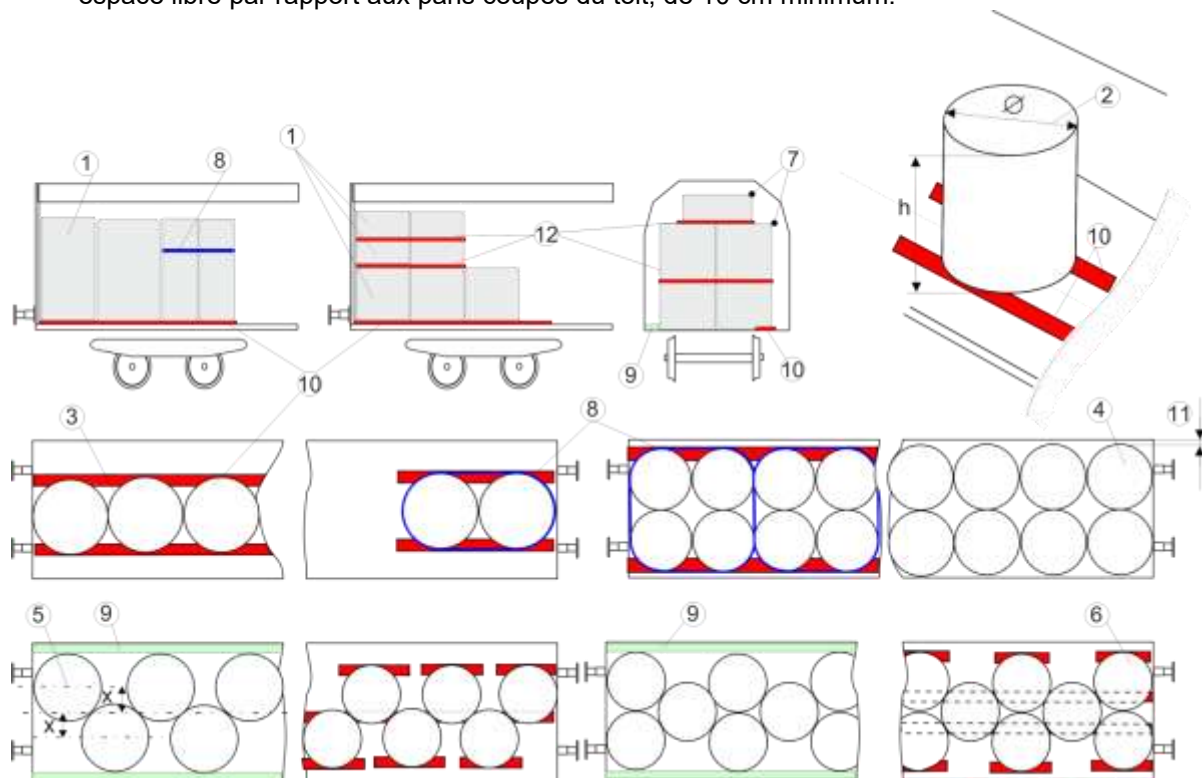 espace libre par rapport aux pans coupés du toit, de 10 cm minimum.
Ø 2
1 8 1 7
h
12
10
9 10
10
3 8 4 11
5 9 9 6
X
X